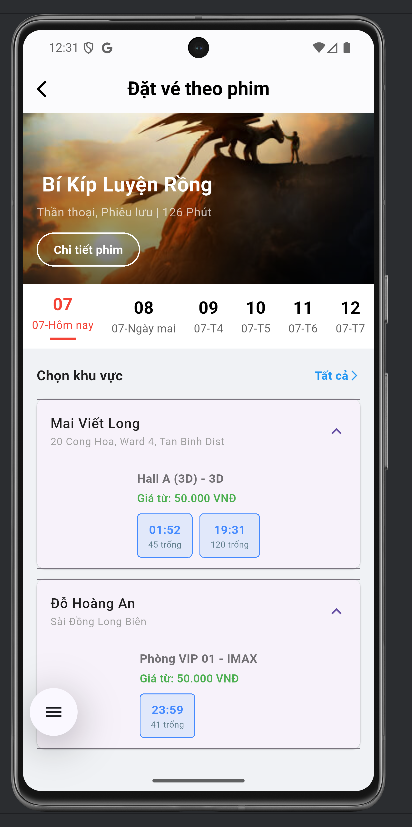 12:31
Đặt vé theo phim
Bí Kíp Luyện Rồng
Thần thoại, Phiêu lưu | 126 Phút
Chi tiết phim
07 08 09 10 11 12
07-Hôm nay 07-Ngày mai 07-T4 07-T5 07-T6 07-T7
Chọn khu vực Tất cả
Mai Viết Long
20 Cong Hoa, Ward 4, Tan Binh Dist
Hall A (3D) - 3D
Giá từ: 50.000 VNĐ
01:52 19:31
45 trống 120 trống
Đỗ Hoàng An
Sài Đồng Long Biên
Phòng VIP 01 - IMAX
Giá từ: 50.000 VNĐ
23:59
41 trống